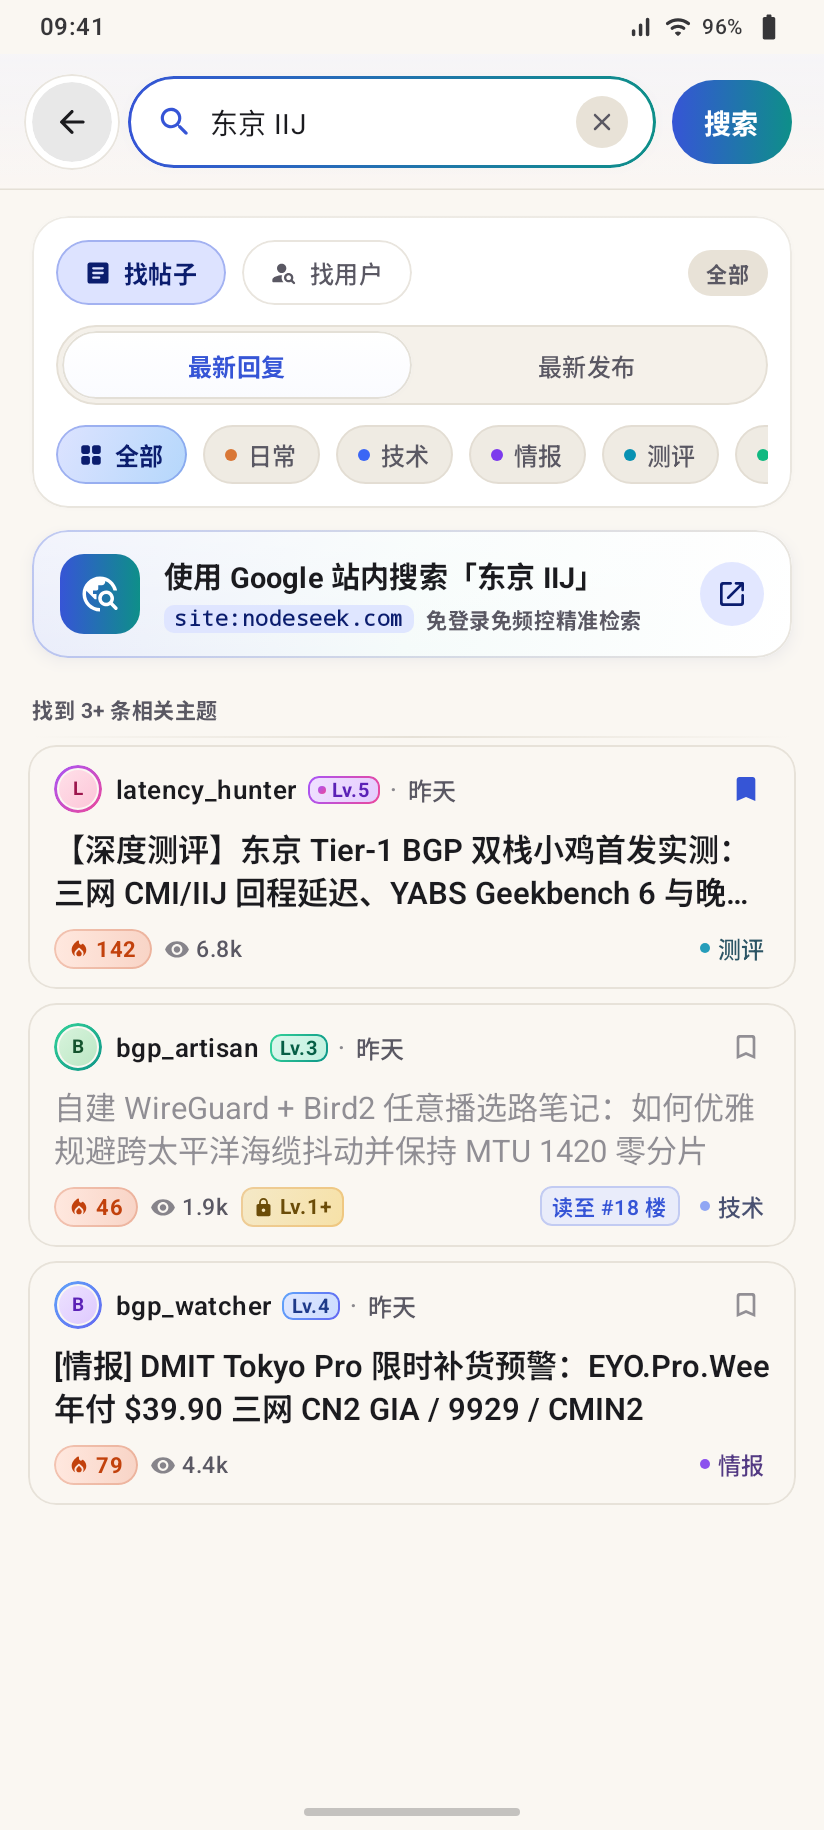 09:41
96%
东京 IIJ
搜索
找帖子
找用户
全部
最新回复
最新发布
全部
日常
技术
情报
测评
使用 Google 站内搜索「东京 IIJ」
site:nodeseek.com 免登录免频控精准检索
找到 3+ 条相关主题
L
latency_hunter Lv.5 · 昨天
【深度测评】东京 Tier-1 BGP 双栈小鸡首发实测：
三网 CMI/IIJ 回程延迟、YABS Geekbench 6 与晚…
142 6.8k 测评
B
bgp_artisan Lv.3 · 昨天
自建 WireGuard + Bird2 任意播选路笔记：如何优雅
规避跨太平洋海缆抖动并保持 MTU 1420 零分片
46 1.9k Lv.1+ 读至 #18 楼 技术
B
bgp_watcher Lv.4 · 昨天
[情报] DMIT Tokyo Pro 限时补货预警：EYO.Pro.Wee
年付 $39.90 三网 CN2 GIA / 9929 / CMIN2
79 4.4k 情报